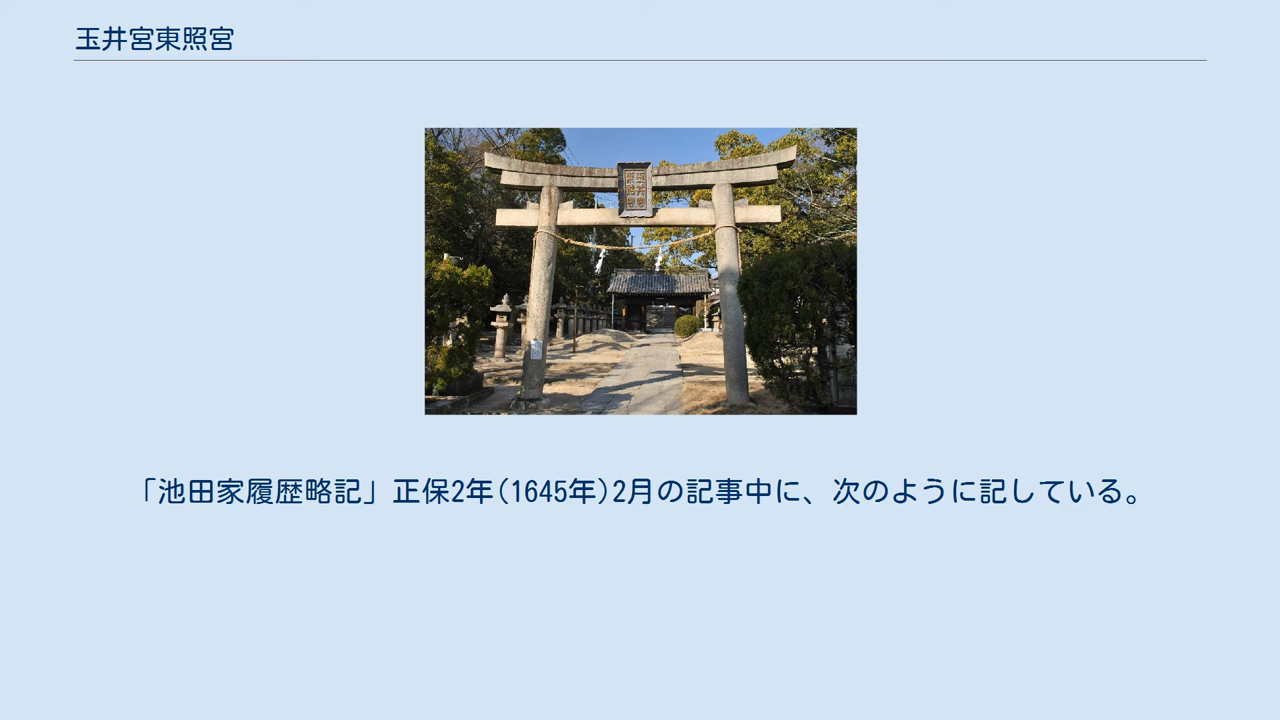 玉井宮東照宮
「池田家履歴略記」正保2年(1645年)2月の記事中に、次のように記している。